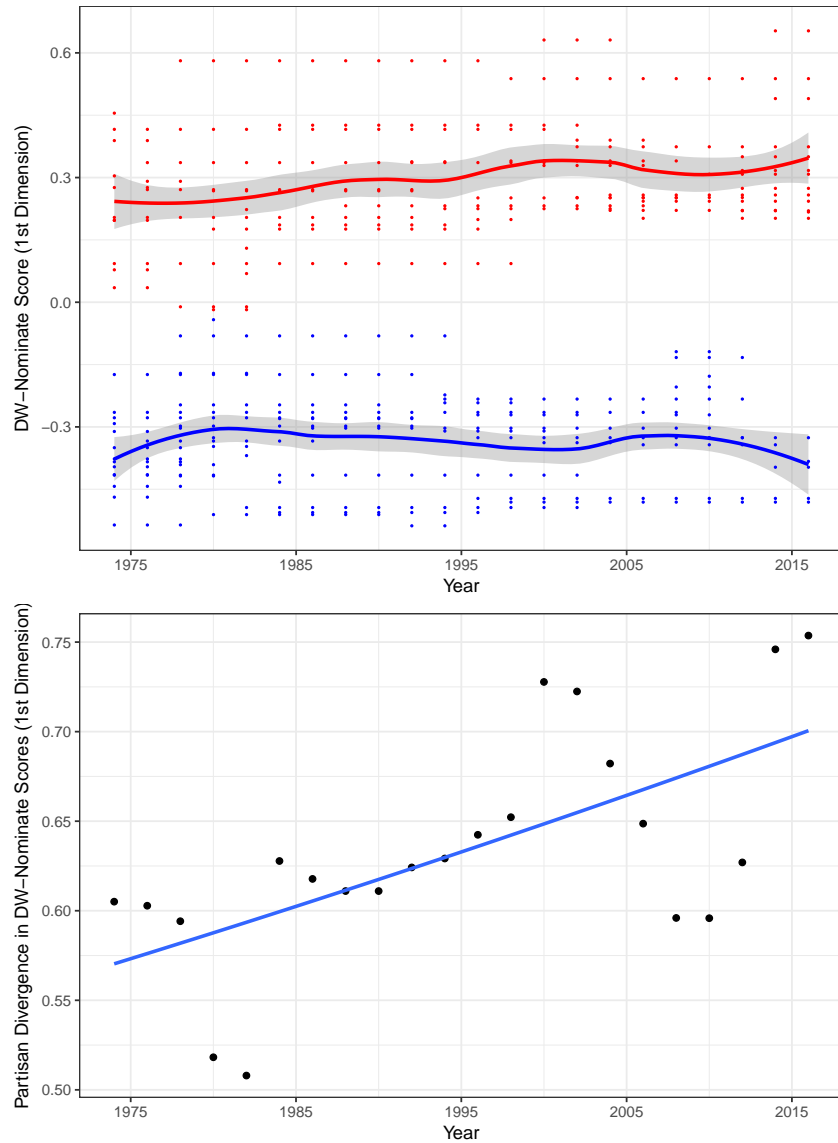 DW−Nominate Score (1st Dimension)
0.6
0.3
0.0
−0.3
1975 1985 1995 2005 2015
Year
Partisan Divergence in DW−Nominate Scores (1st Dimension)
0.75
0.70
0.65
0.60
0.55
0.50
1975 1985 1995 2005 2015
Year